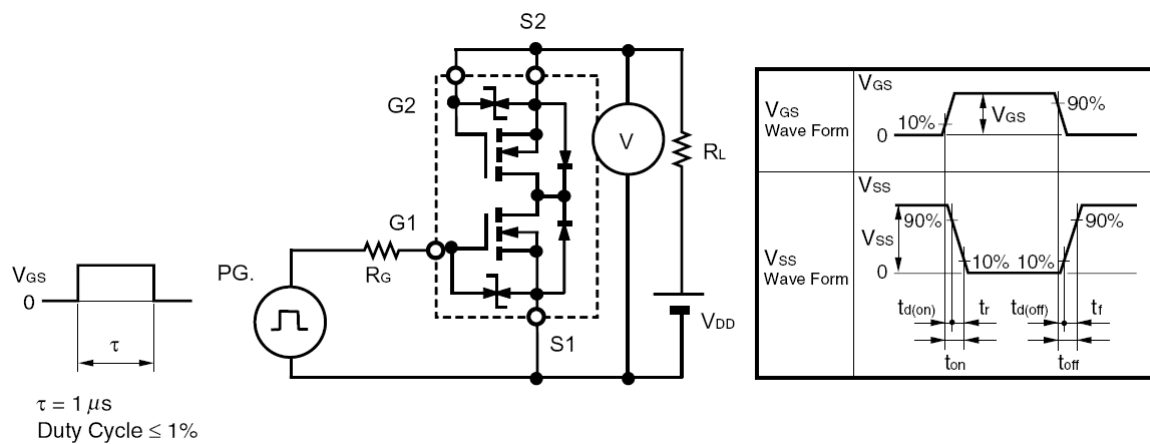 S2
G2
V
RL
G1
RG
PG.
VGS
0
τ
S1
VDD
τ = 1 μs
Duty Cycle ≤ 1%
VGS
Wave Form
VGS
10%
0
VGS
90%
VSS
Wave Form
VSS
90%
VSS
0
10%
10%
90%
td(on)
tr
td(off)
tf
ton
toff